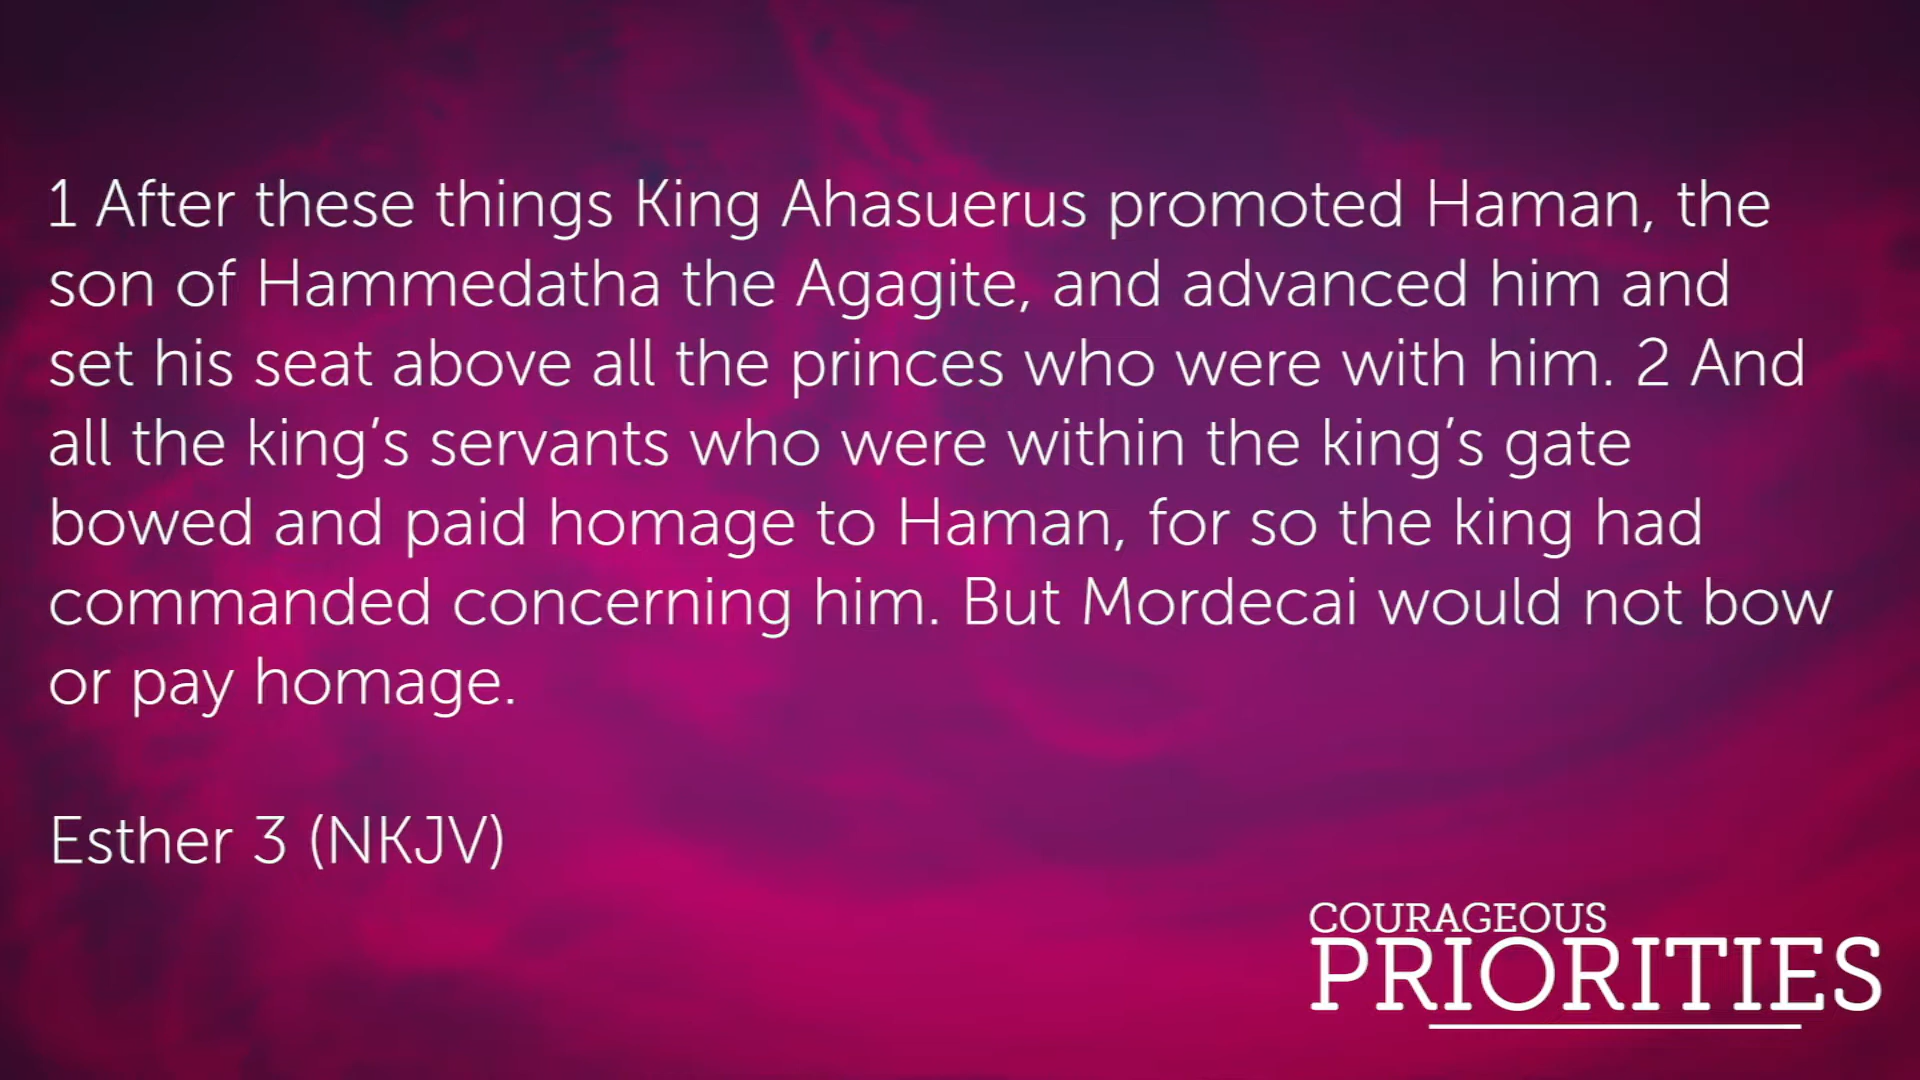 1 After these things King Ahasuerus promoted Haman, the
son of Hammedatha the Agagite, and advanced him and
set his seat above all the princes who were with him. 2 And
all the king’s servants who were within the king’s gate
bowed and paid homage to Haman, for so the king had
commanded concerning him. But Mordecai would not bow
or pay homage.
Esther 3 (NKJV)
COURAGEOUS
PRIORITIES